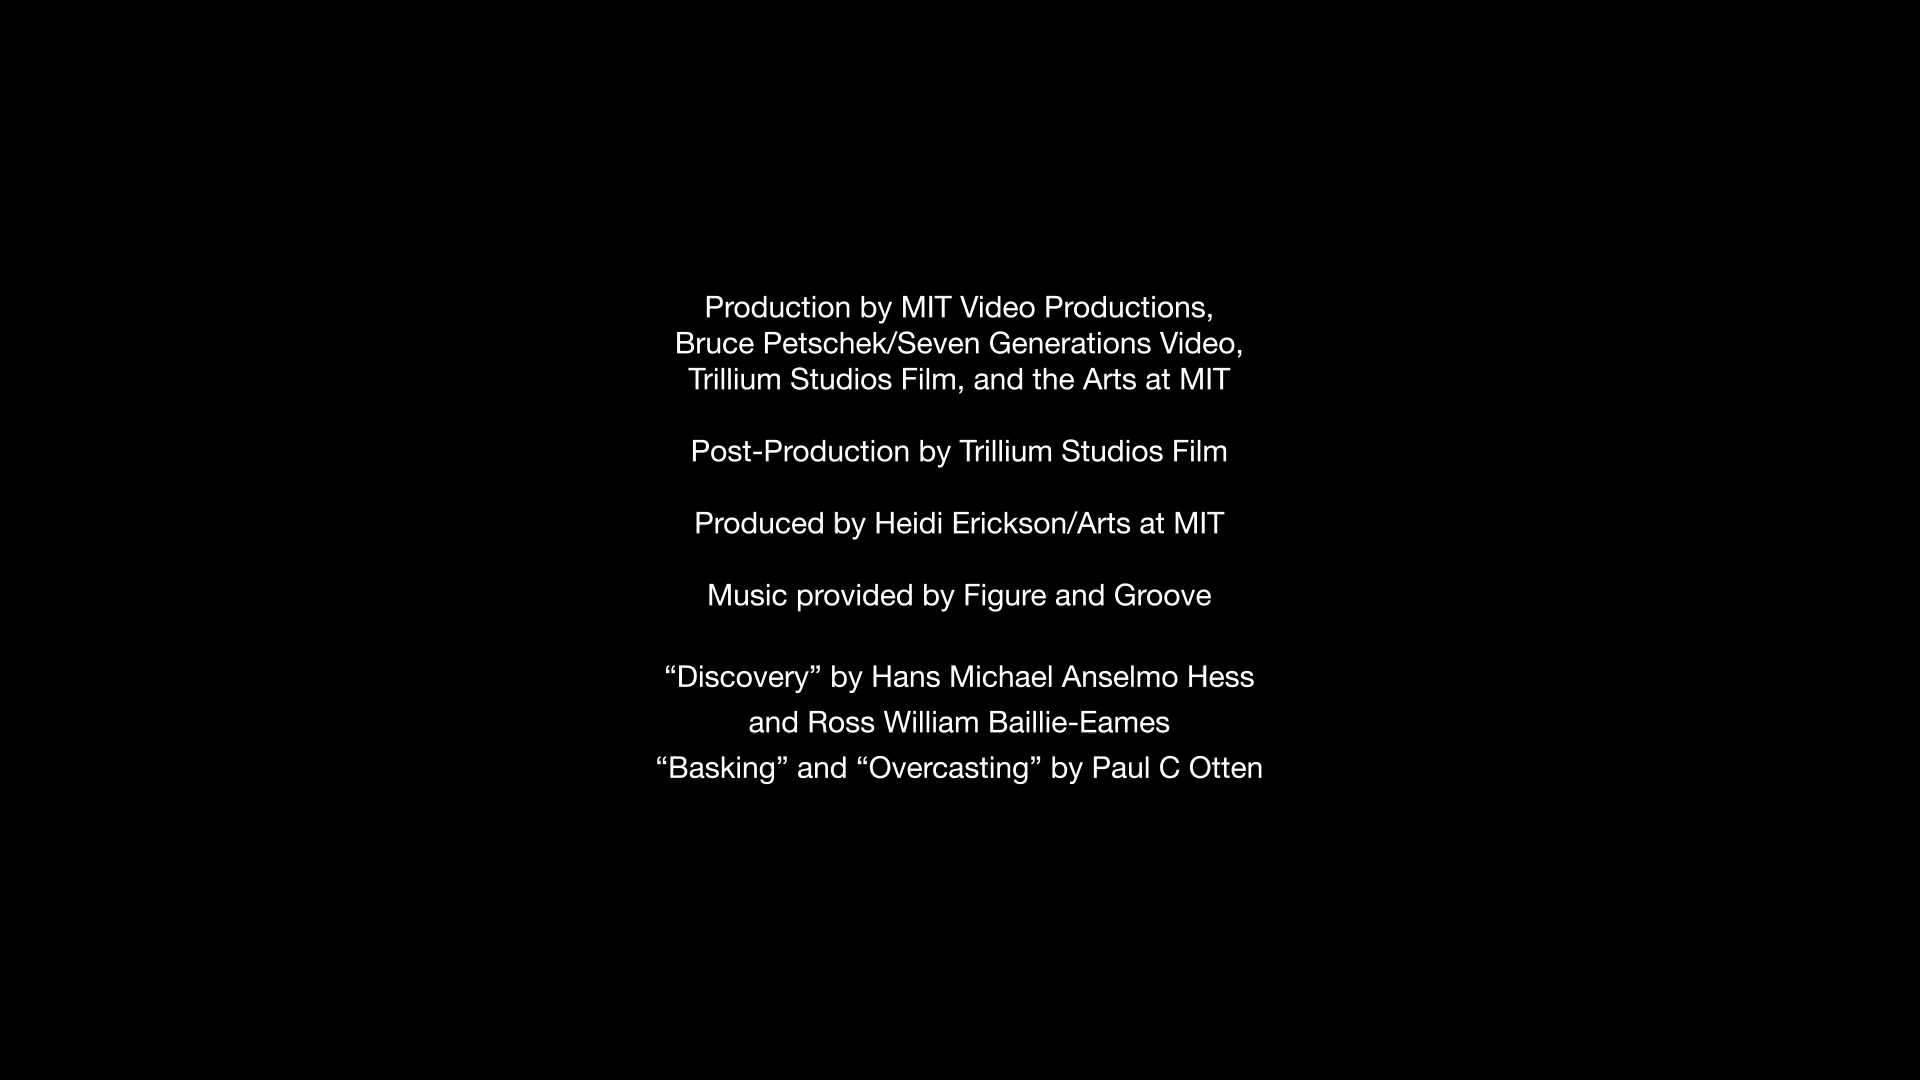 Production by MIT Video Productions,
Bruce Petschek/Seven Generations Video,
Trillium Studios Film, and the Arts at MIT
Post-Production by Trillium Studios Film
Produced by Heidi Erickson/Arts at MIT
Music provided by Figure and Groove
“Discovery” by Hans Michael Anselmo Hess
and Ross William Baillie-Eames
“Basking” and “Overcasting” by Paul C Otten